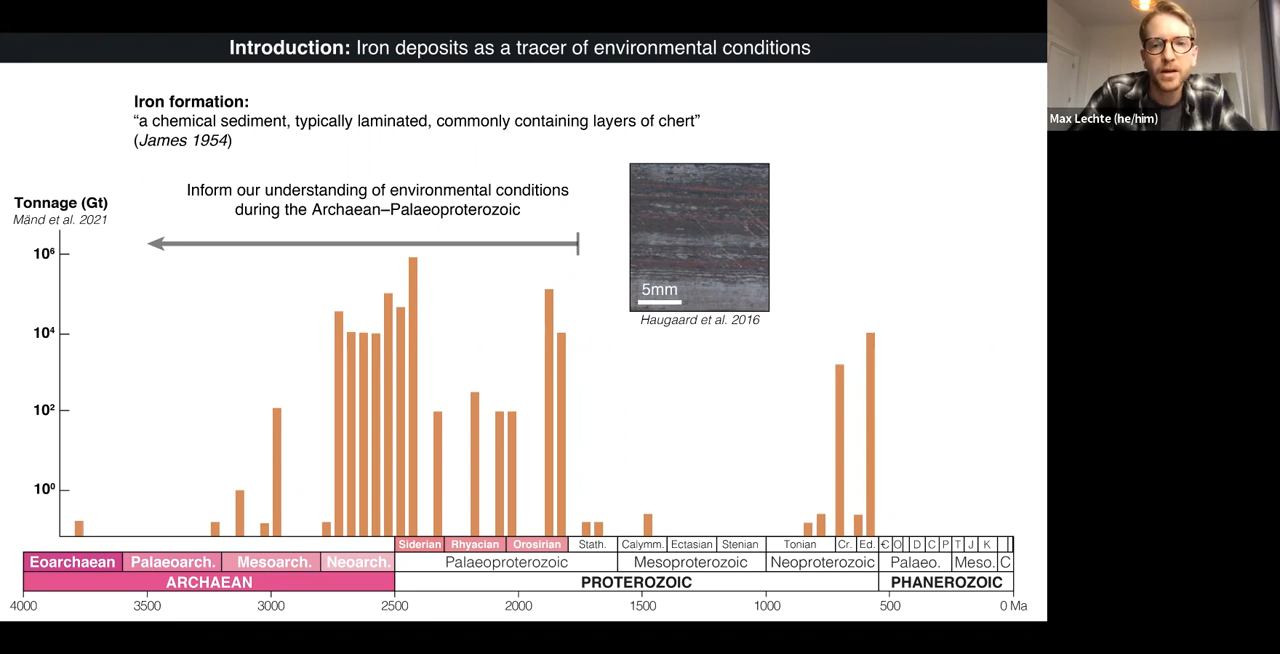 Introduction: Iron deposits as a tracer of environmental conditions
Max Lechte (he/him)
Iron formation:
“a chemical sediment, typically laminated, commonly containing layers of chert”
(James 1954)
Inform our understanding of environmental conditions
during the Archaean–Palaeoproterozoic
Tonnage (Gt)
Mänd et al. 2021
10⁶
10⁴
10²
10⁰
5mm
Haugaard et al. 2016
Siderian Rhyacian Orosirian Stath. Calymm. Ectasian Stenian Tonian Cr. Ed. Є O D C P T J K
Eoarchaean Palaeoarch. Mesoarch. Neoarch. Palaeoproterozoic Mesoproterozoic Neoproterozoic Palaeo. Meso. C
ARCHAEAN PROTEROZOIC PHANEROZOIC
4000 3500 3000 2500 2000 1500 1000 500 0 Ma